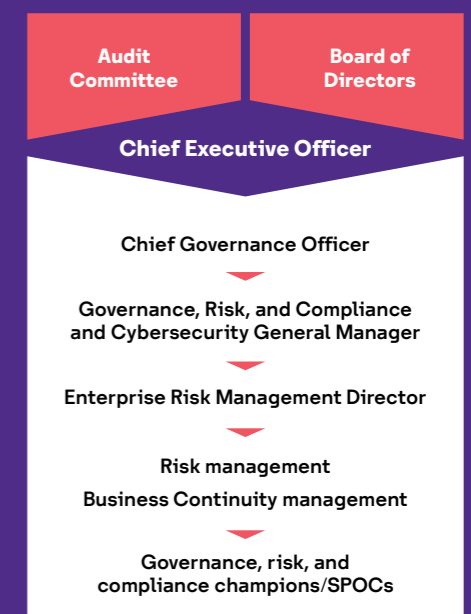 Audit
Committee
Board of
Directors
Chief Executive Officer
Chief Governance Officer
Governance, Risk, and Compliance
and Cybersecurity General Manager
Enterprise Risk Management Director
Risk management
Business Continuity management
Governance, risk, and
compliance champions/SPOCs